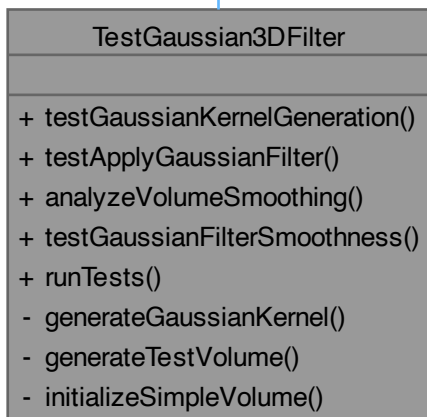 TestGaussian3DFilter
+ testGaussianKernelGeneration()
+ testApplyGaussianFilter()
+ analyzeVolumeSmoothing()
+ testGaussianFilterSmoothness()
+ runTests()
- generateGaussianKernel()
- generateTestVolume()
- initializeSimpleVolume()